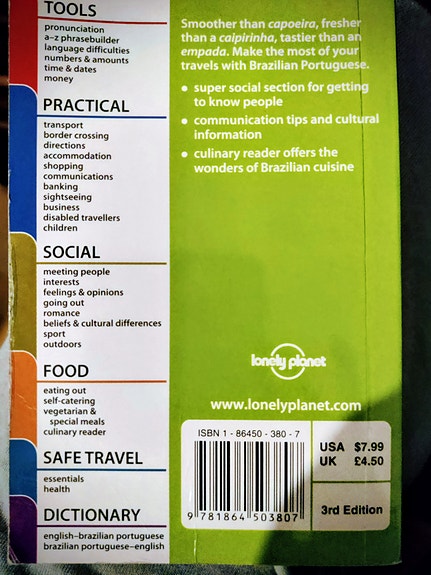 TOOLS
pronunciation
a–z phrasebuilder
language difficulties
numbers & amounts
time & dates
money
PRACTICAL
transport
border crossing
directions
accommodation
shopping
communications
banking
sightseeing
business
disabled travellers
children
SOCIAL
meeting people
interests
feelings & opinions
going out
romance
beliefs & cultural differences
sport
outdoors
FOOD
eating out
self-catering
vegetarian &
special meals
culinary reader
SAFE TRAVEL
essentials
health
DICTIONARY
english–brazilian portuguese
brazilian portuguese–english
Smoother than capoeira, fresher
than a caipirinha, tastier than an
empada. Make the most of your
travels with Brazilian Portuguese.
• super social section for getting
to know people
• communication tips and cultural
information
• culinary reader offers the
wonders of Brazilian cuisine
lonely planet
www.lonelyplanet.com
ISBN 1 - 86450 - 380 - 7
9 781864 503807
USA $7.99
UK £4.50
3rd Edition